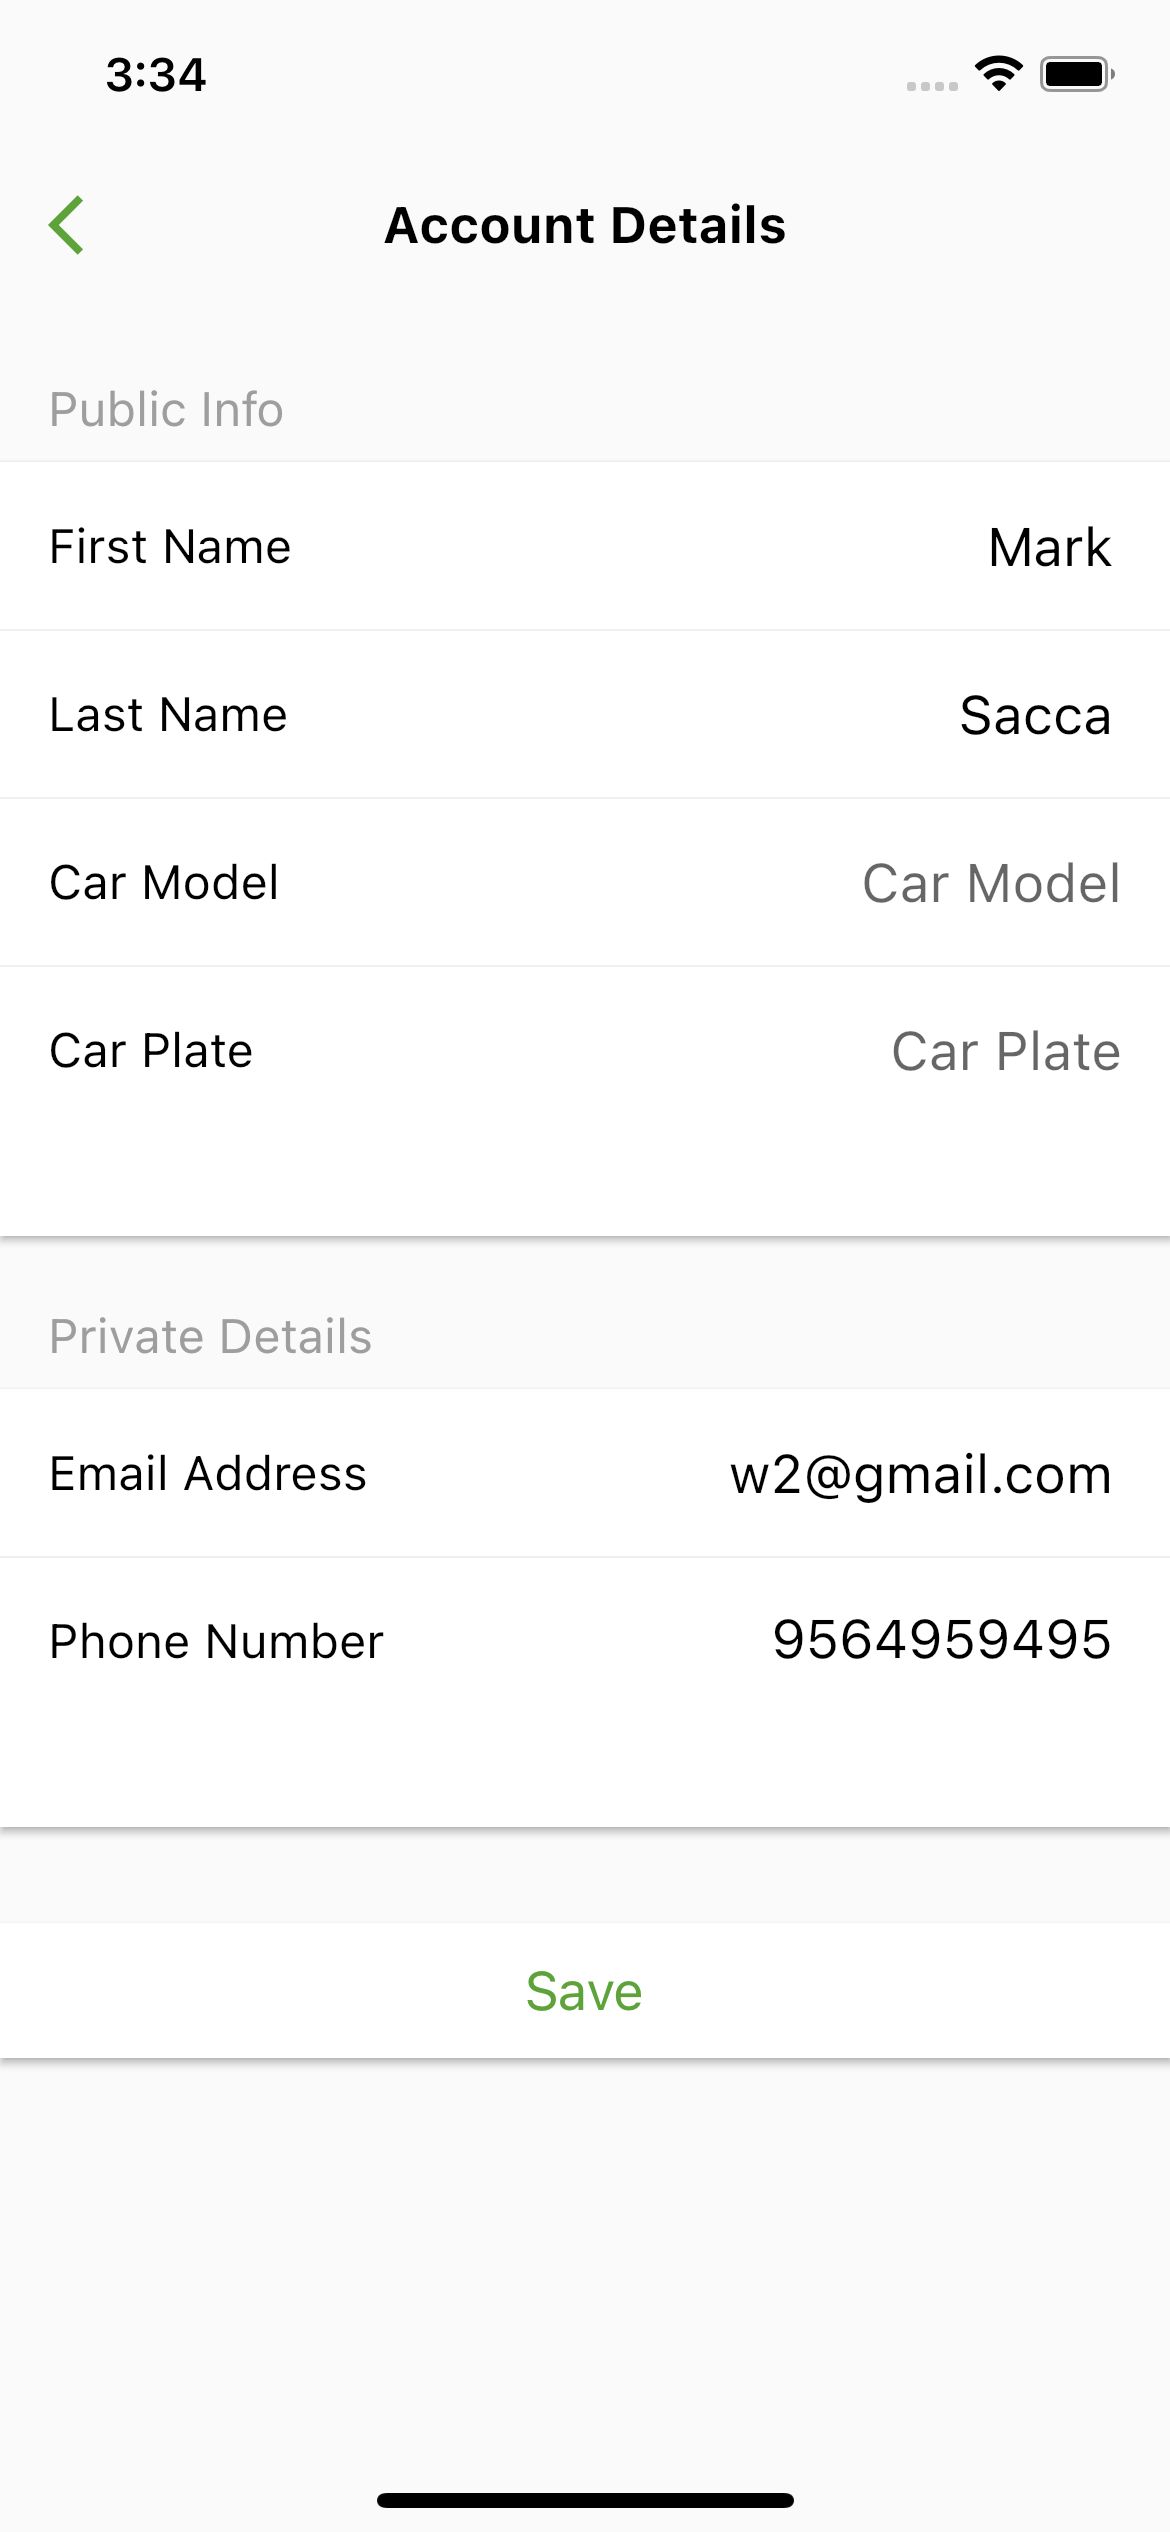 3:34
Account Details
Public Info
First Name Mark
Last Name Sacca
Car Model Car Model
Car Plate Car Plate
Private Details
Email Address w2@gmail.com
Phone Number 9564959495
Save